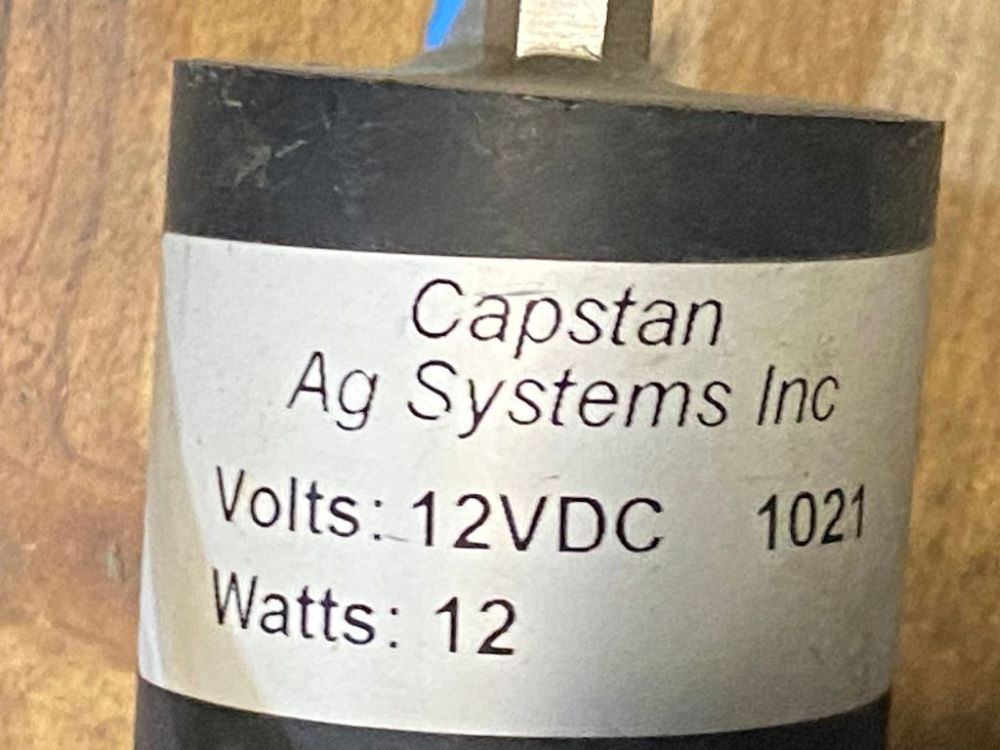 Capstan
Ag Systems Inc
Volts: 12VDC 1021
Watts: 12